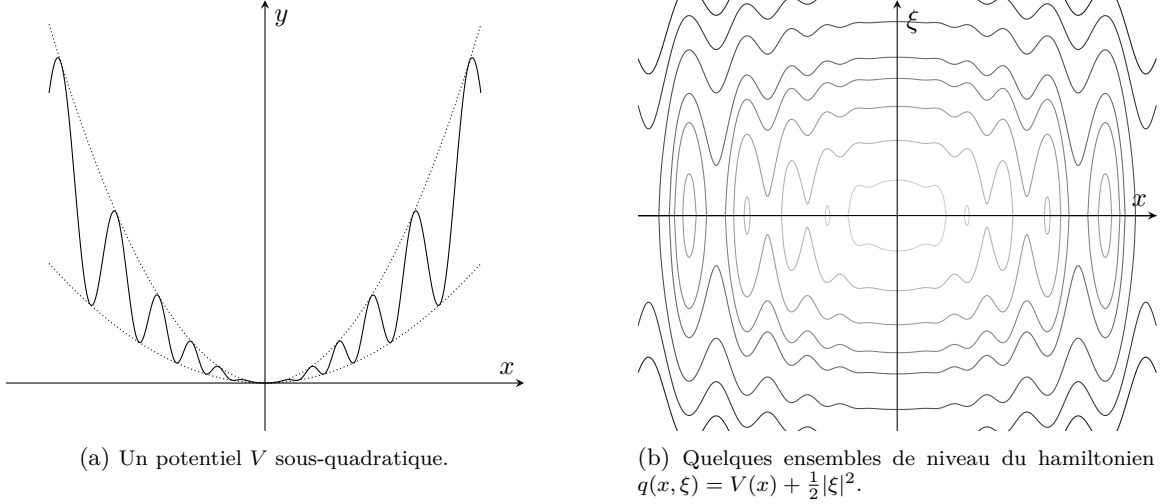 y
x
(a) Un potentiel V sous-quadratique.
ξ
x
(b) Quelques ensembles de niveau du hamiltonien
q(x, ξ) = V(x) + ½|ξ|².